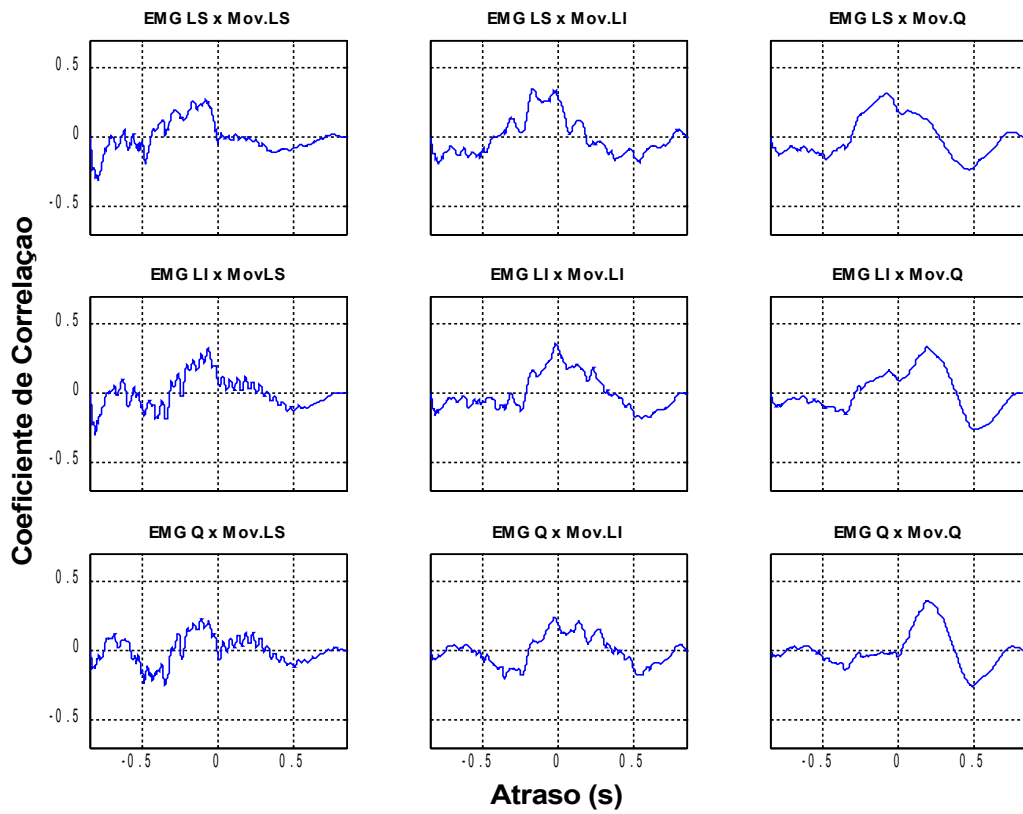 EMG LS x Mov.LS
EMG LS x Mov.LI
EMG LS x Mov.Q
0.5
0
-0.5
EMG LI x MovLS
EMG LI x Mov.LI
EMG LI x Mov.Q
0.5
0
-0.5
EMG Q x Mov.LS
EMG Q x Mov.LI
EMG Q x Mov.Q
0.5
0
-0.5
-0.5 0 0.5
-0.5 0 0.5
-0.5 0 0.5
Coeficiente de Correlaçao
Atraso (s)